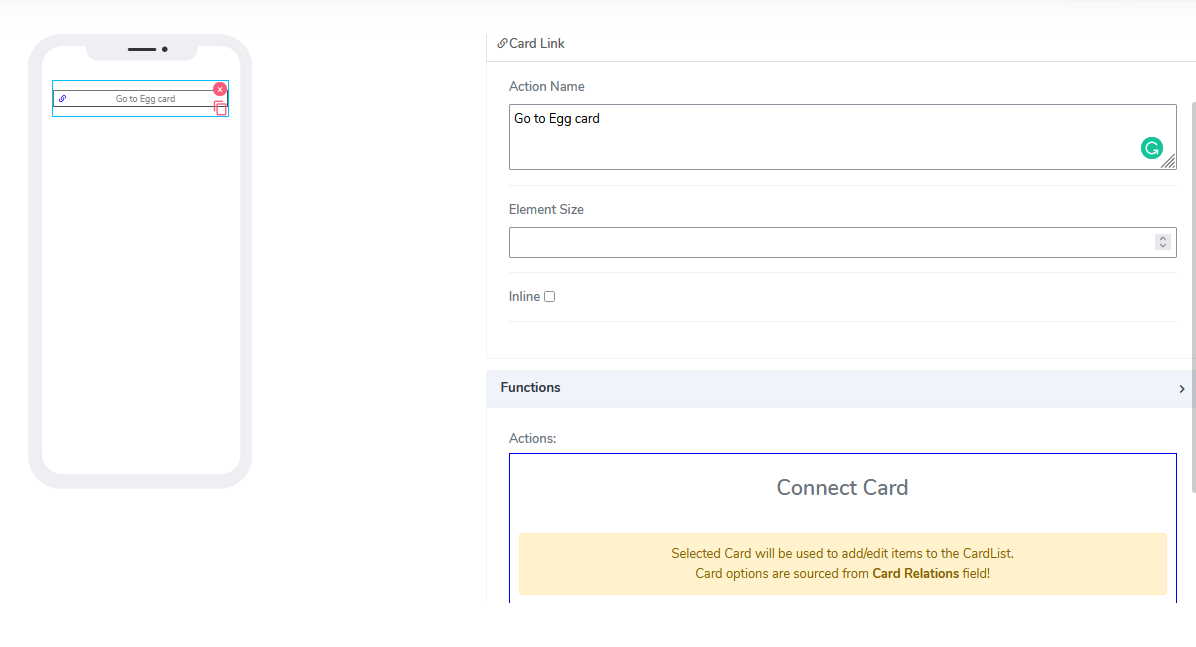 Go to Egg card
Card Link
Action Name
Go to Egg card
Element Size
Inline
Functions
Actions:
Connect Card
Selected Card will be used to add/edit items to the CardList.
Card options are sourced from Card Relations field!